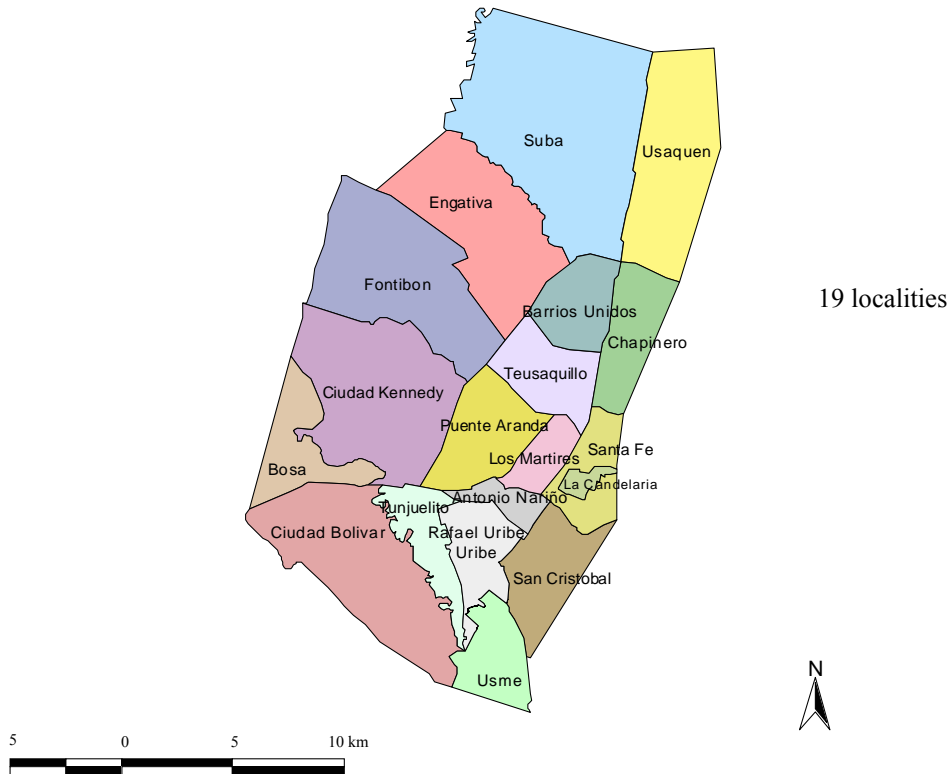 Suba
Usaquen
Engativa
Fontibon
19 localities
Barrios Unidos
Chapinero
Teusaquillo
Ciudad Kennedy
Puente Aranda
Santa Fe
Los Martires
Bosa
La Candelaria
Antonio Nariño
Tunjuelito
Ciudad Bolivar
Rafael Uribe
Uribe
San Cristobal
N
Usme
5 0 5 10 km